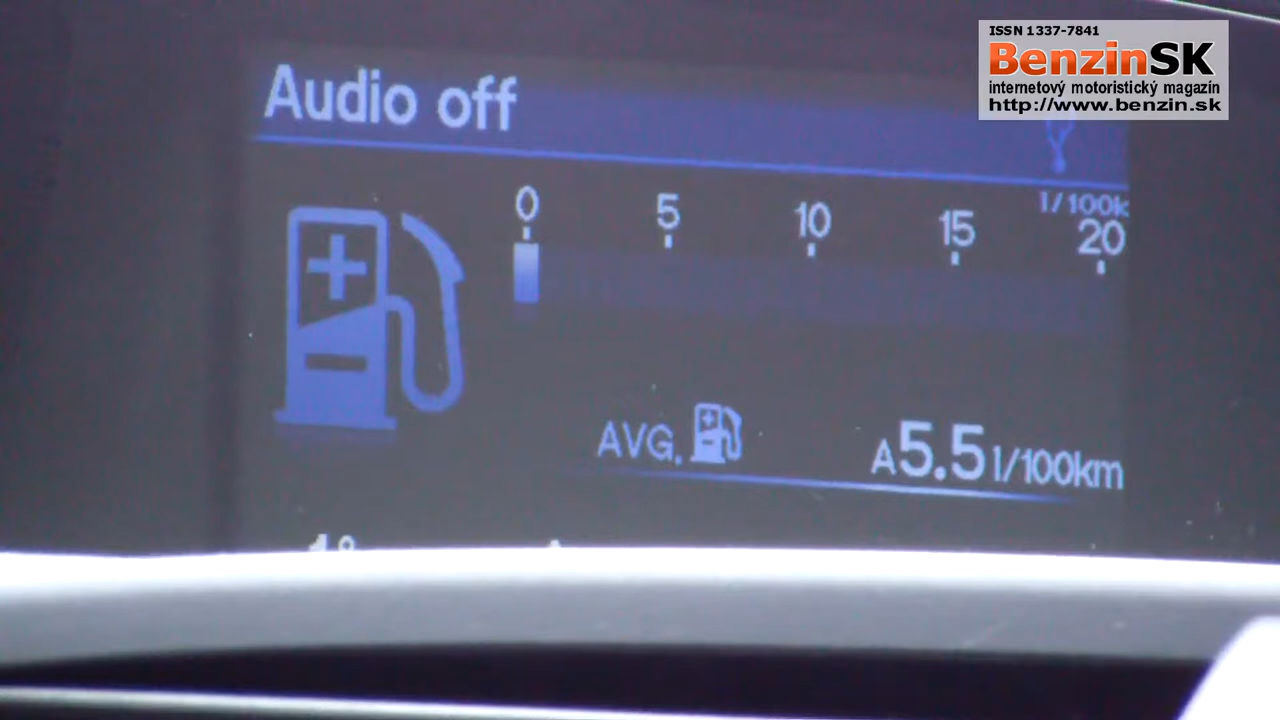 ISSN 1337-7841
BenzinSK
internetový motoristický magazín
http://www.benzin.sk
Audio off
l/100k
0 5 10 15 20
AVG. A5.5 l/100km